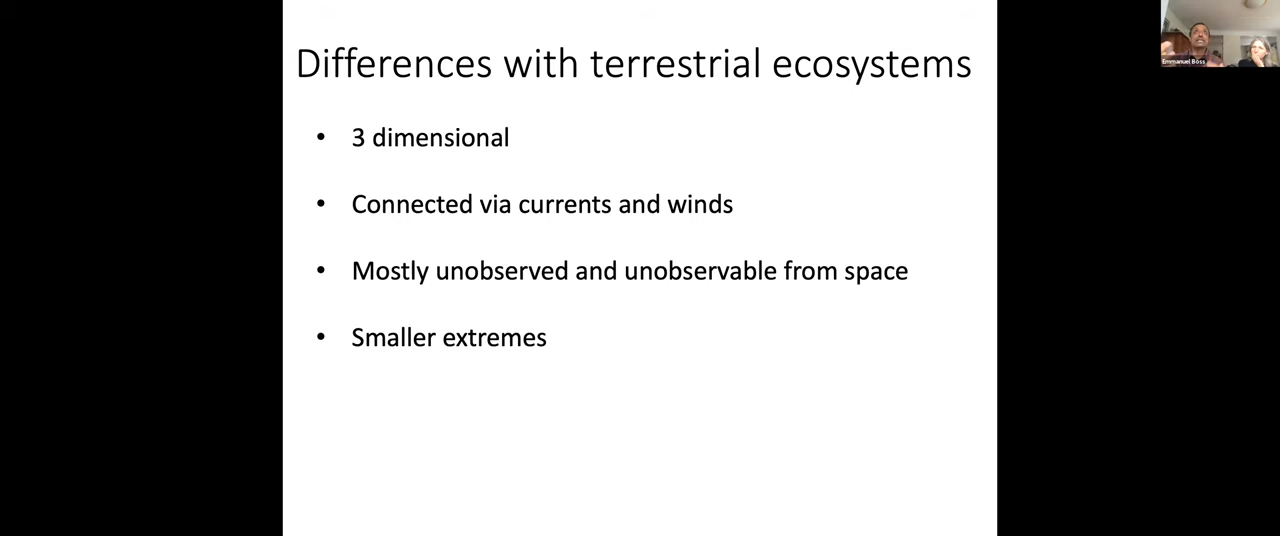 Differences with terrestrial ecosystems
• 3 dimensional
• Connected via currents and winds
• Mostly unobserved and unobservable from space
• Smaller extremes
Emmanuel Boss